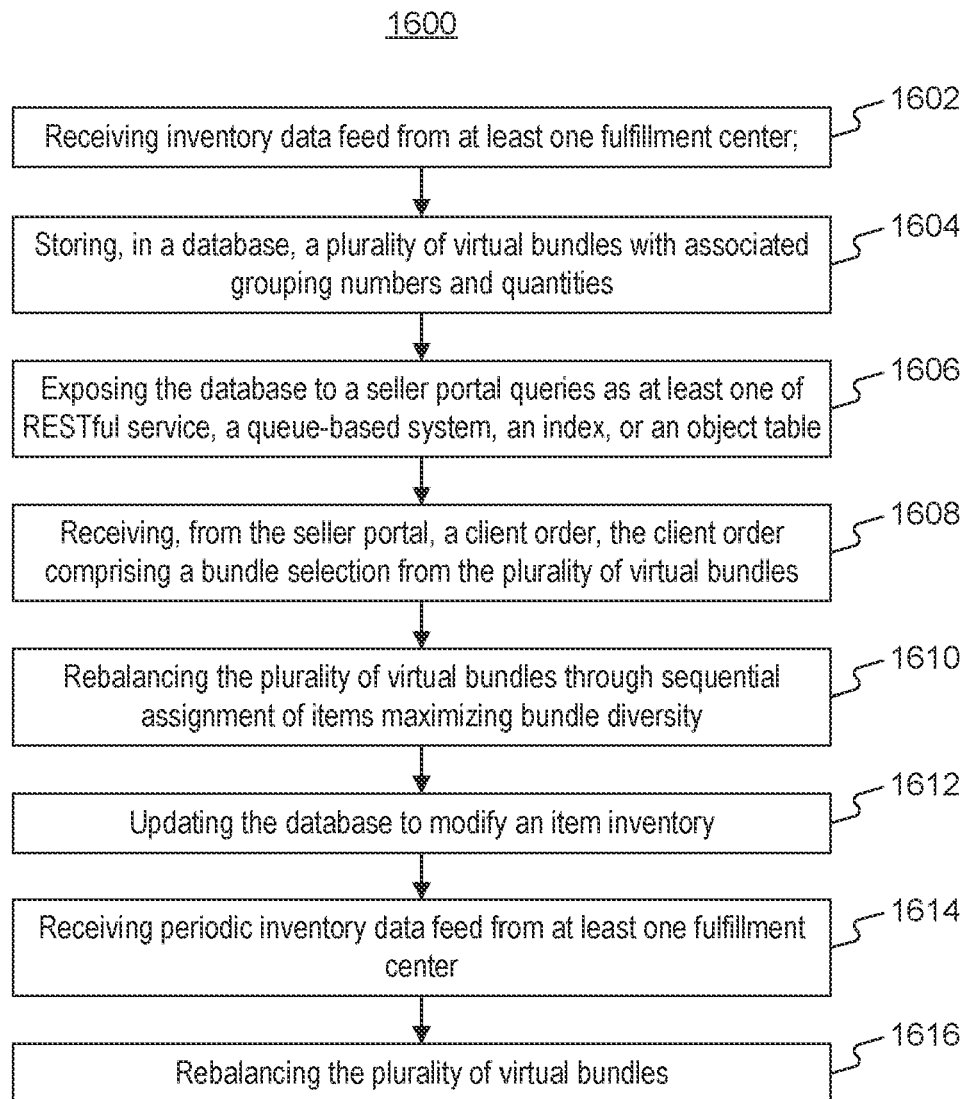 1600
1602
Receiving inventory data feed from at least one fulfillment center;
1604
Storing, in a database, a plurality of virtual bundles with associated
grouping numbers and quantities
1606
Exposing the database to a seller portal queries as at least one of
RESTful service, a queue-based system, an index, or an object table
1608
Receiving, from the seller portal, a client order, the client order
comprising a bundle selection from the plurality of virtual bundles
1610
Rebalancing the plurality of virtual bundles through sequential
assignment of items maximizing bundle diversity
1612
Updating the database to modify an item inventory
1614
Receiving periodic inventory data feed from at least one fulfillment
center
1616
Rebalancing the plurality of virtual bundles